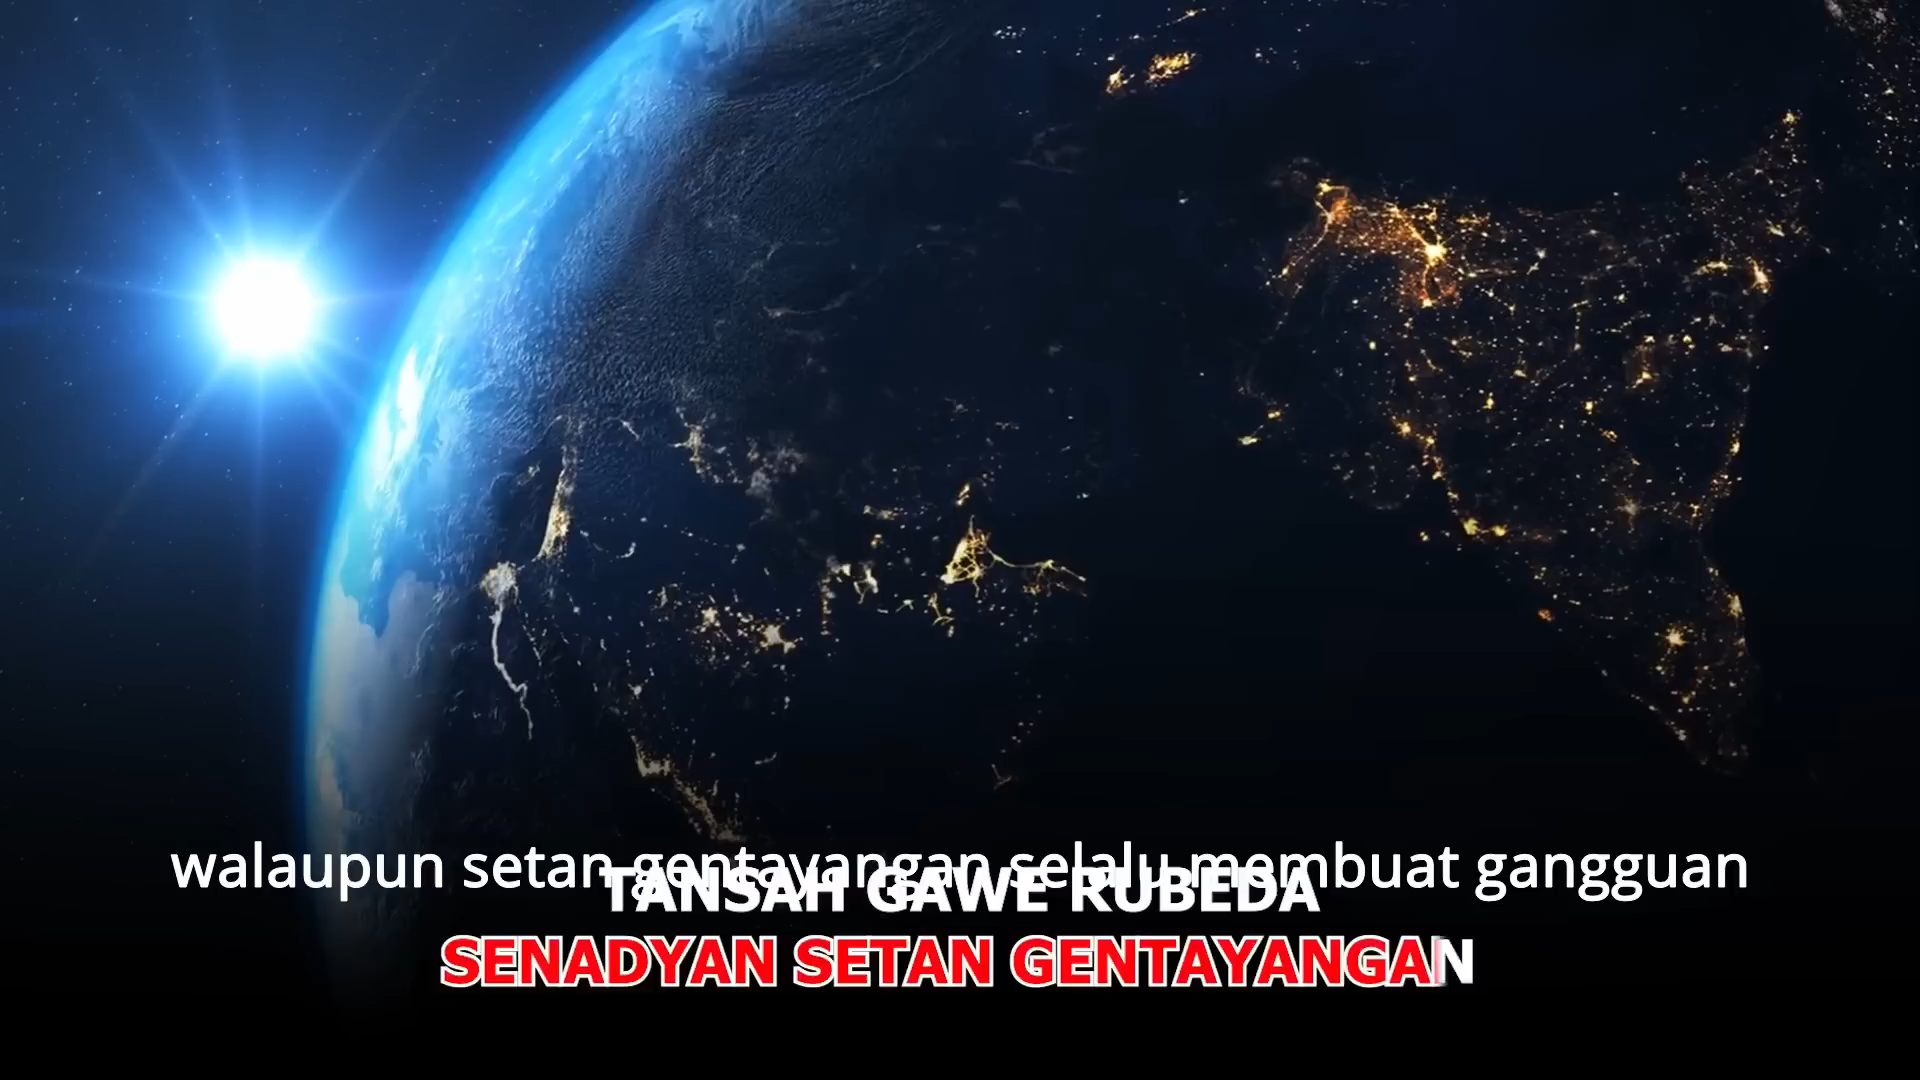 walaupun setan gentayangan selalu membuat gangguan
TANSAH GAWE RUBEDA
SENADYAN SETAN GENTAYANGAN